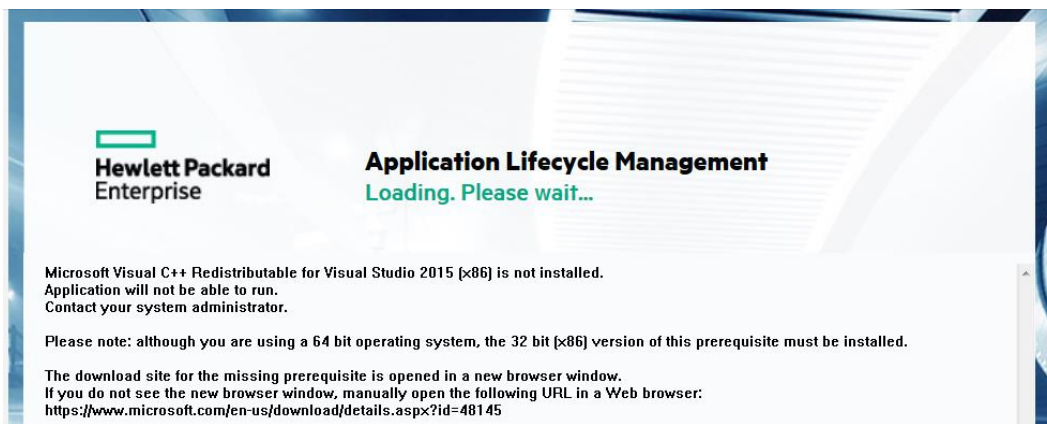 Hewlett Packard
Enterprise
Application Lifecycle Management
Loading. Please wait...
Microsoft Visual C++ Redistributable for Visual Studio 2015 (x86) is not installed.
Application will not be able to run.
Contact your system administrator.
Please note: although you are using a 64 bit operating system, the 32 bit (x86) version of this prerequisite must be installed.
The download site for the missing prerequisite is opened in a new browser window.
If you do not see the new browser window, manually open the following URL in a Web browser:
https://www.microsoft.com/en-us/download/details.aspx?id=48145